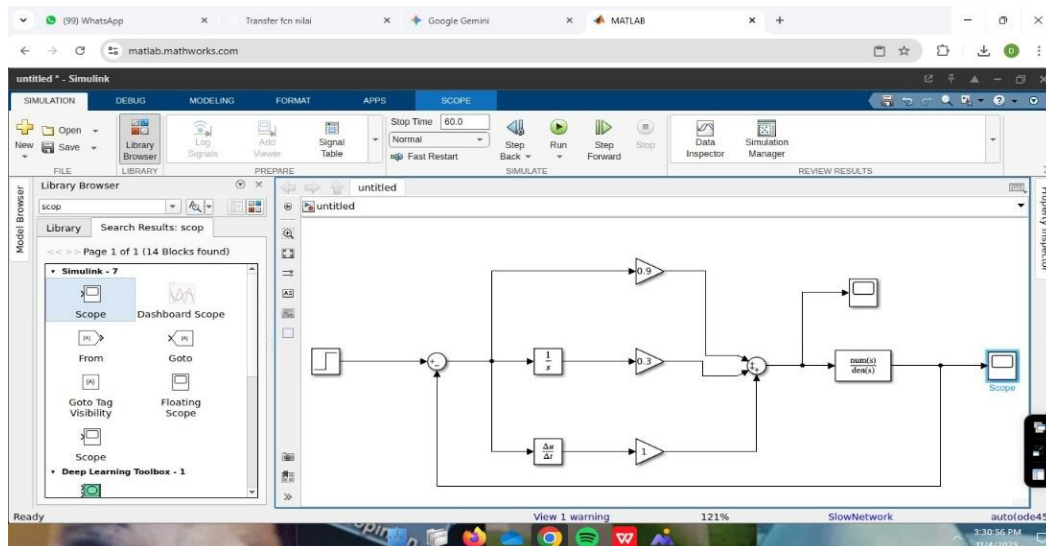 (99) WhatsApp
Transfer fcn nilai
Google Gemini
MATLAB
matlab.mathworks.com
D
untitled * - Simulink
SIMULATION
DEBUG
MODELING
FORMAT
APPS
SCOPE
New
Open
Save
FILE
Library Browser
LIBRARY
Log Signals
Add Viewer
Signal Table
PREPARE
Stop Time 60.0
Normal
Fast Restart
Step Back
Run
Step Forward
Stop
SIMULATE
Data Inspector
Simulation Manager
REVIEW RESULTS
Model Browser
Library Browser
scop
Library
Search Results: scop
<< >> Page 1 of 1 (14 Blocks found)
Simulink - 7
Scope
Dashboard Scope
[A]
[A]
From
Goto
[A]
Goto Tag Visibility
Floating Scope
Scope
Deep Learning Toolbox - 1
untitled
untitled
Property Inspector
0.9
1
s
0.3
Δu
Δt
1
num(s)
den(s)
Scope
Ready
View 1 warning
121%
SlowNetwork
auto(ode45
3:30:56 PM